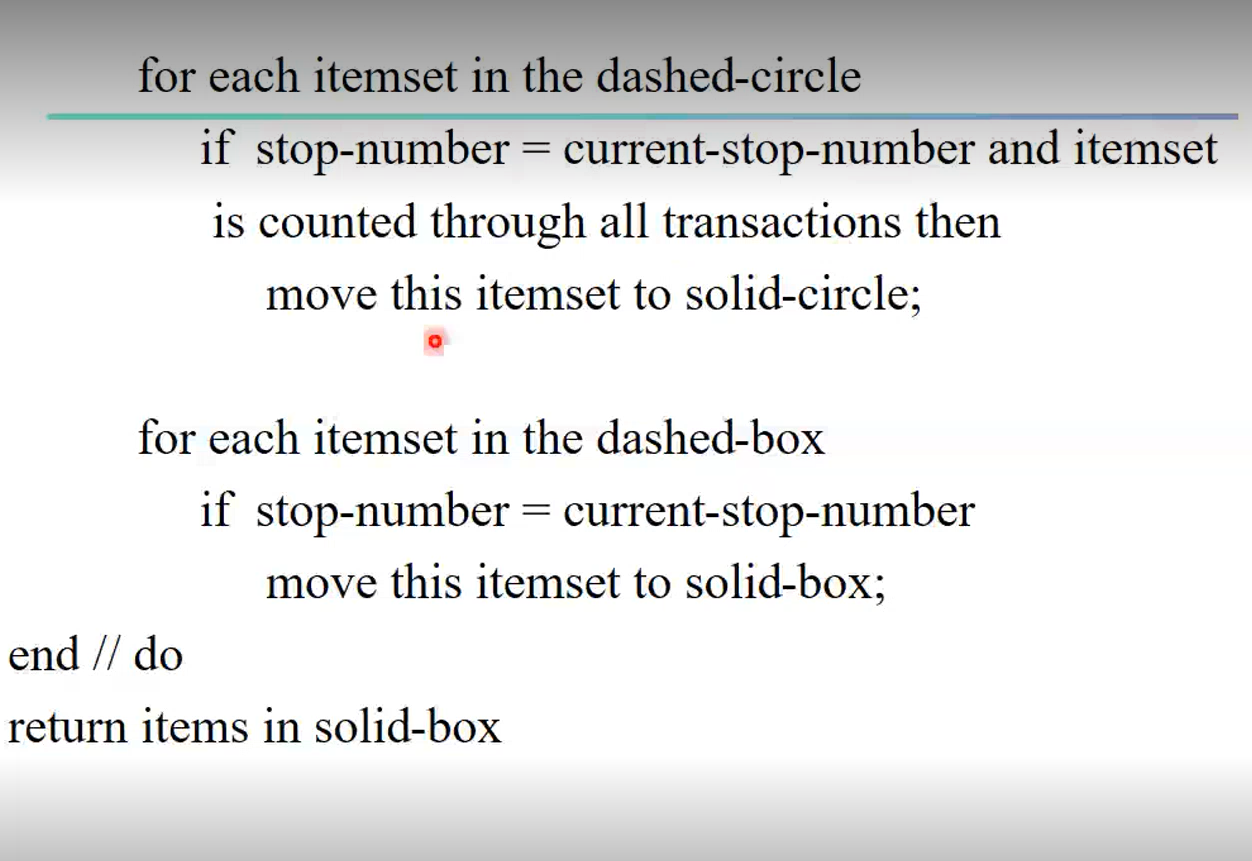 for each itemset in the dashed-circle
if stop-number = current-stop-number and itemset
is counted through all transactions then
move this itemset to solid-circle;
for each itemset in the dashed-box
if stop-number = current-stop-number
move this itemset to solid-box;
end // do
return items in solid-box